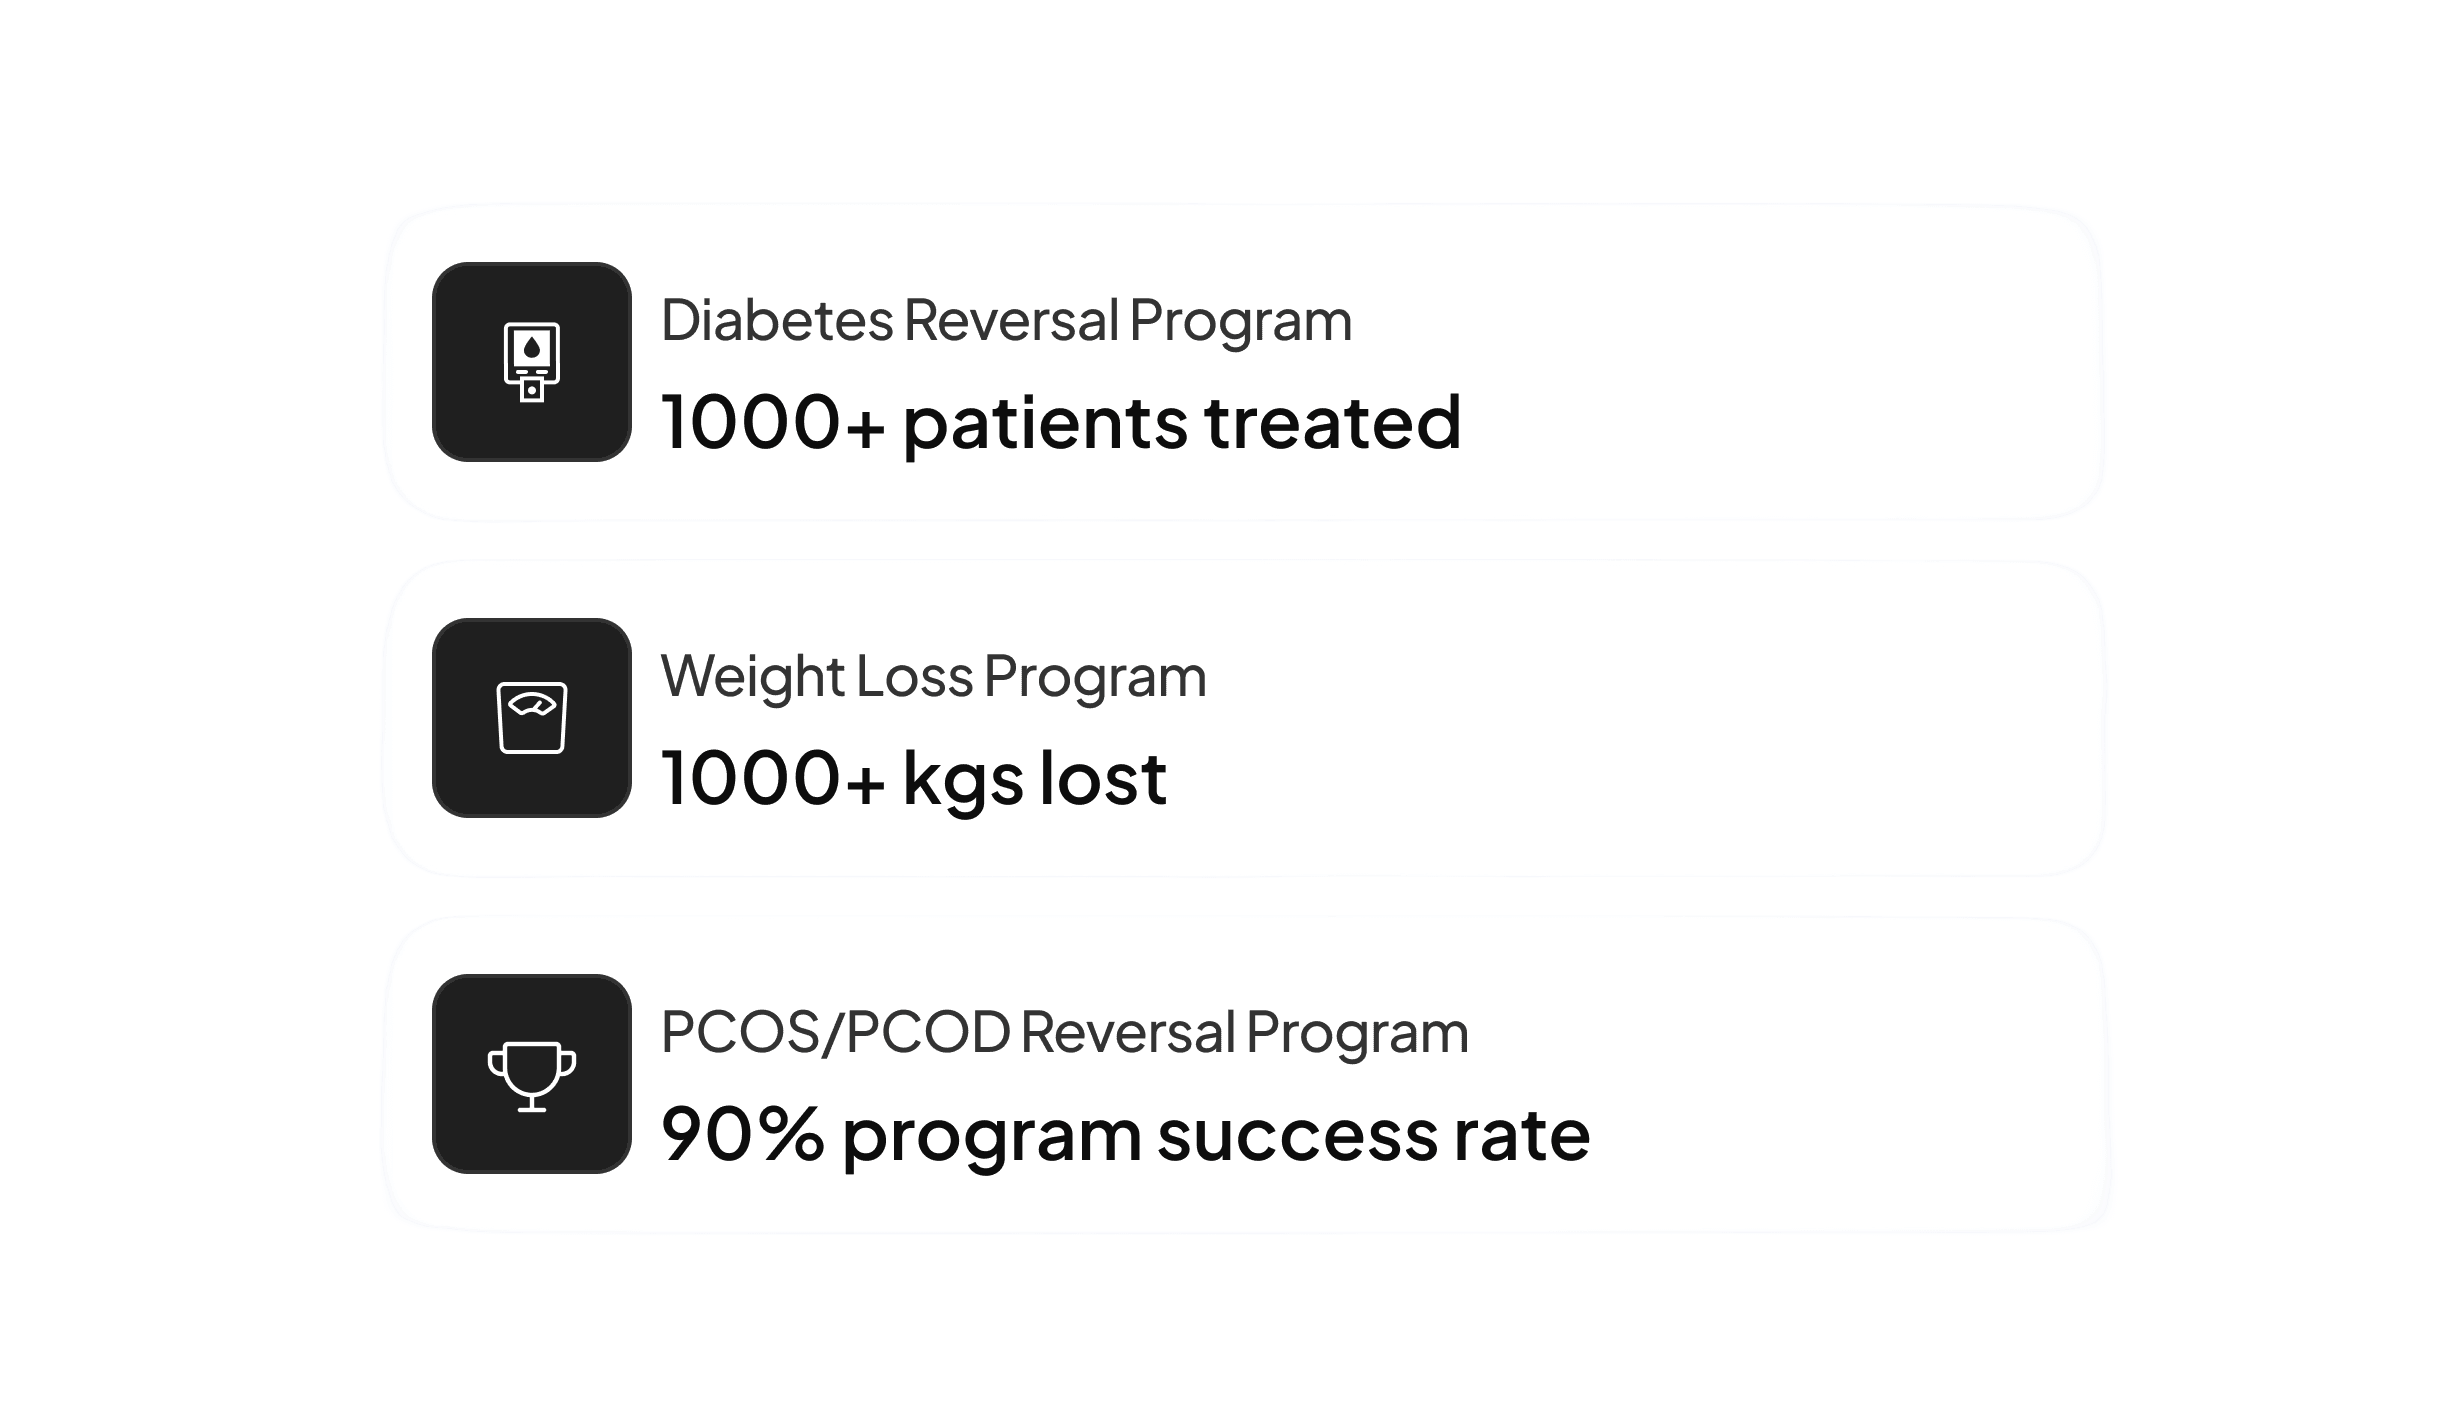 Diabetes Reversal Program
1000+ patients treated
Weight Loss Program
1000+ kgs lost
PCOS/PCOD Reversal Program
90% program success rate